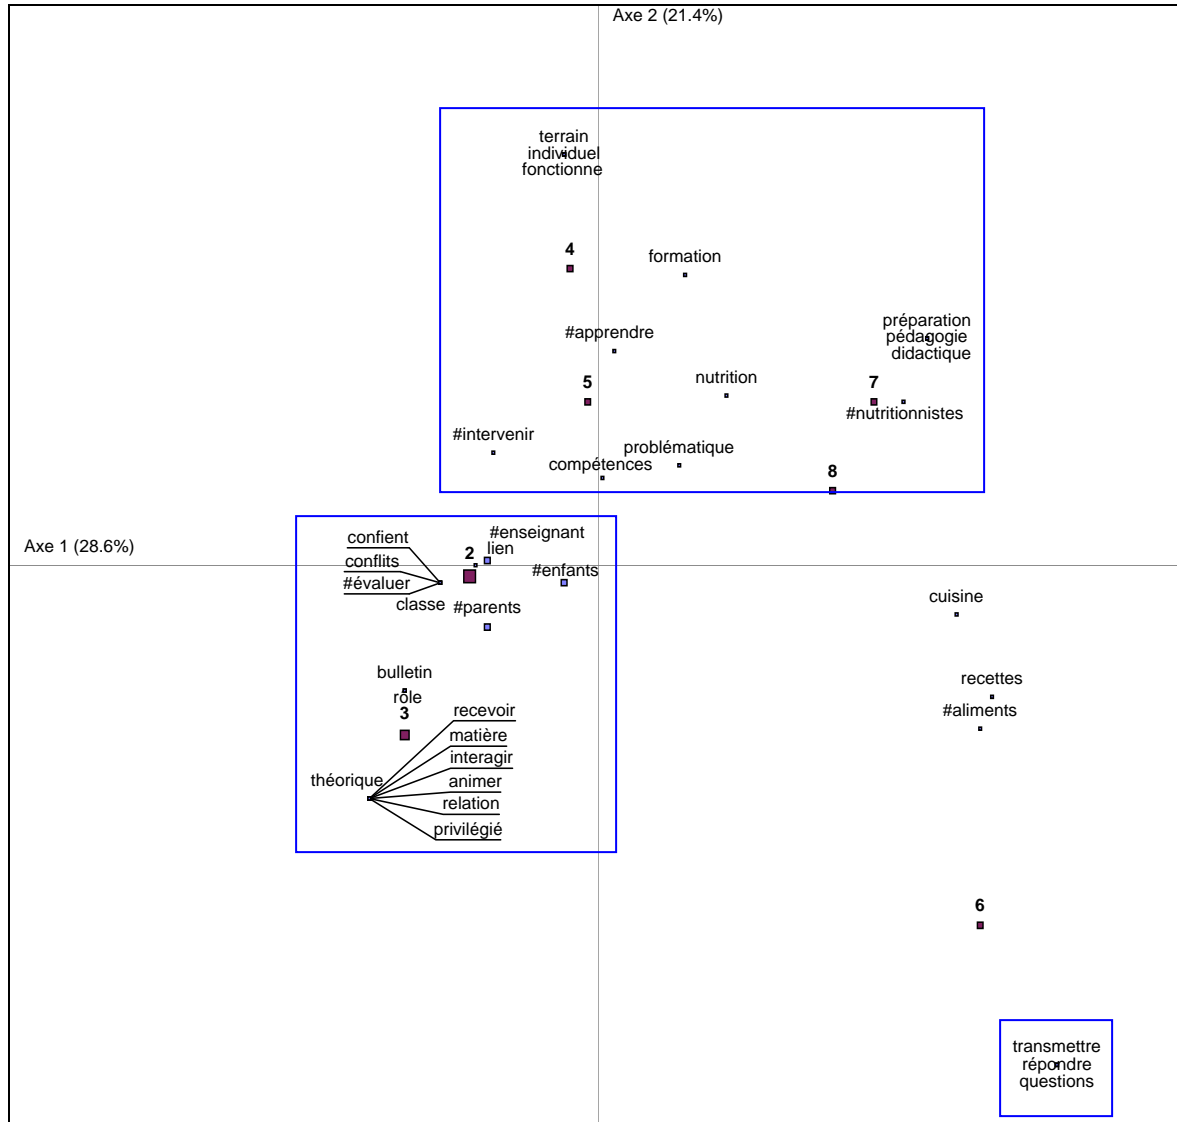 Axe 2 (21.4%)
terrain
individuel
fonctionne
4
formation
#apprendre
préparation
pédagogie
didactique
nutrition
5
7
#nutritionnistes
#intervenir
problématique
compétences
8
Axe 1 (28.6%)
confient
conflits
#évaluer
classe
2
#enseignant
lien
#enfants
#parents
cuisine
bulletin
rôle
3
recettes
#aliments
recevoir
matière
interagir
théorique
animer
relation
privilégié
6
transmettre
répondre
questions